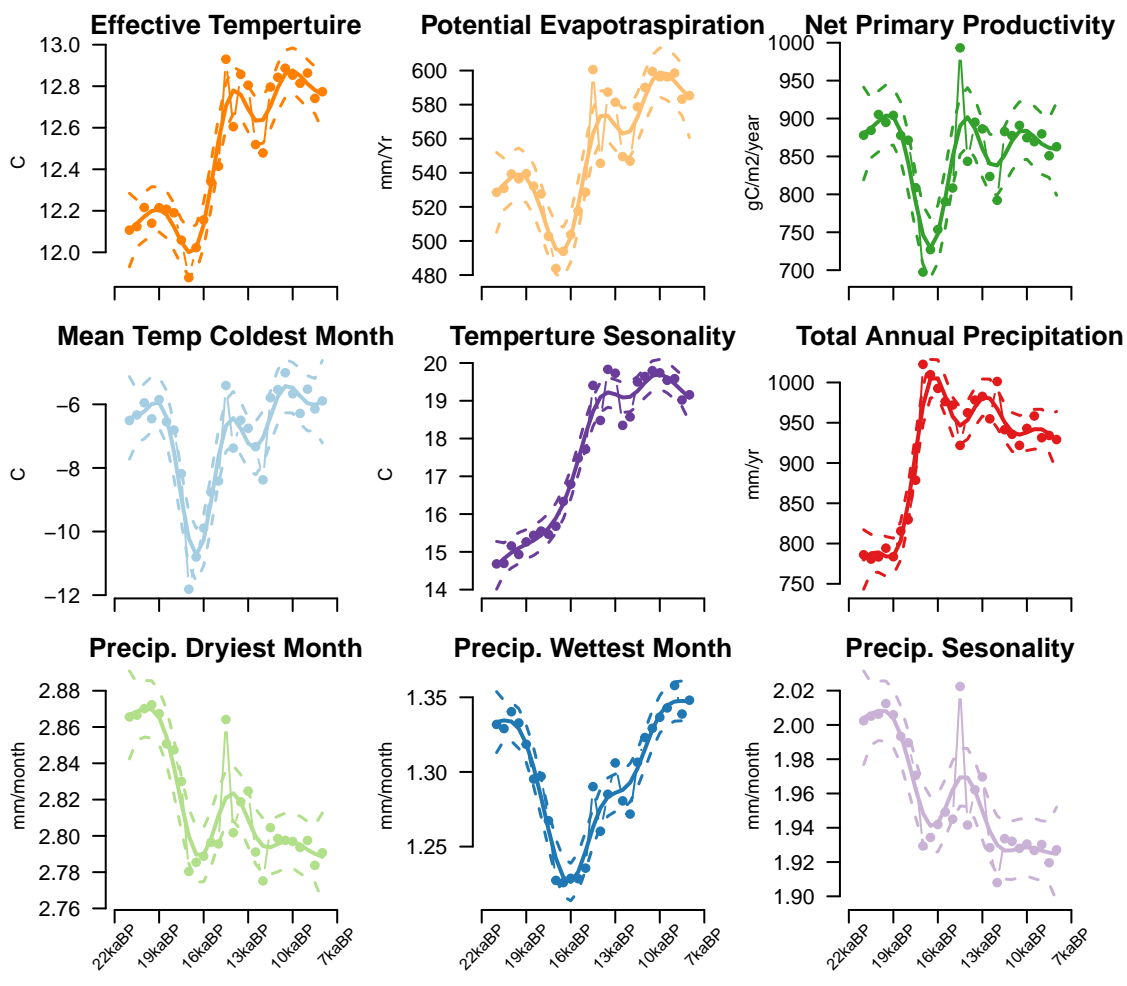 Effective Tempertuire
Potential Evapotraspiration
Net Primary Productivity
13.0
12.8
12.6
12.4
12.2
12.0
C
600
580
560
540
520
500
480
mm/Yr
1000
950
900
850
800
750
700
gC/m2/year
Mean Temp Coldest Month
Temperture Sesonality
Total Annual Precipitation
−6
−8
−10
−12
C
20
19
18
17
16
15
14
C
1000
950
900
850
800
750
mm/yr
Precip. Dryiest Month
Precip. Wettest Month
Precip. Sesonality
2.88
2.86
2.84
2.82
2.80
2.78
2.76
mm/month
1.35
1.30
1.25
mm/month
2.02
2.00
1.98
1.96
1.94
1.92
1.90
mm/month
22kaBP
19kaBP
16kaBP
13kaBP
10kaBP
7kaBP
22kaBP
19kaBP
16kaBP
13kaBP
10kaBP
7kaBP
22kaBP
19kaBP
16kaBP
13kaBP
10kaBP
7kaBP